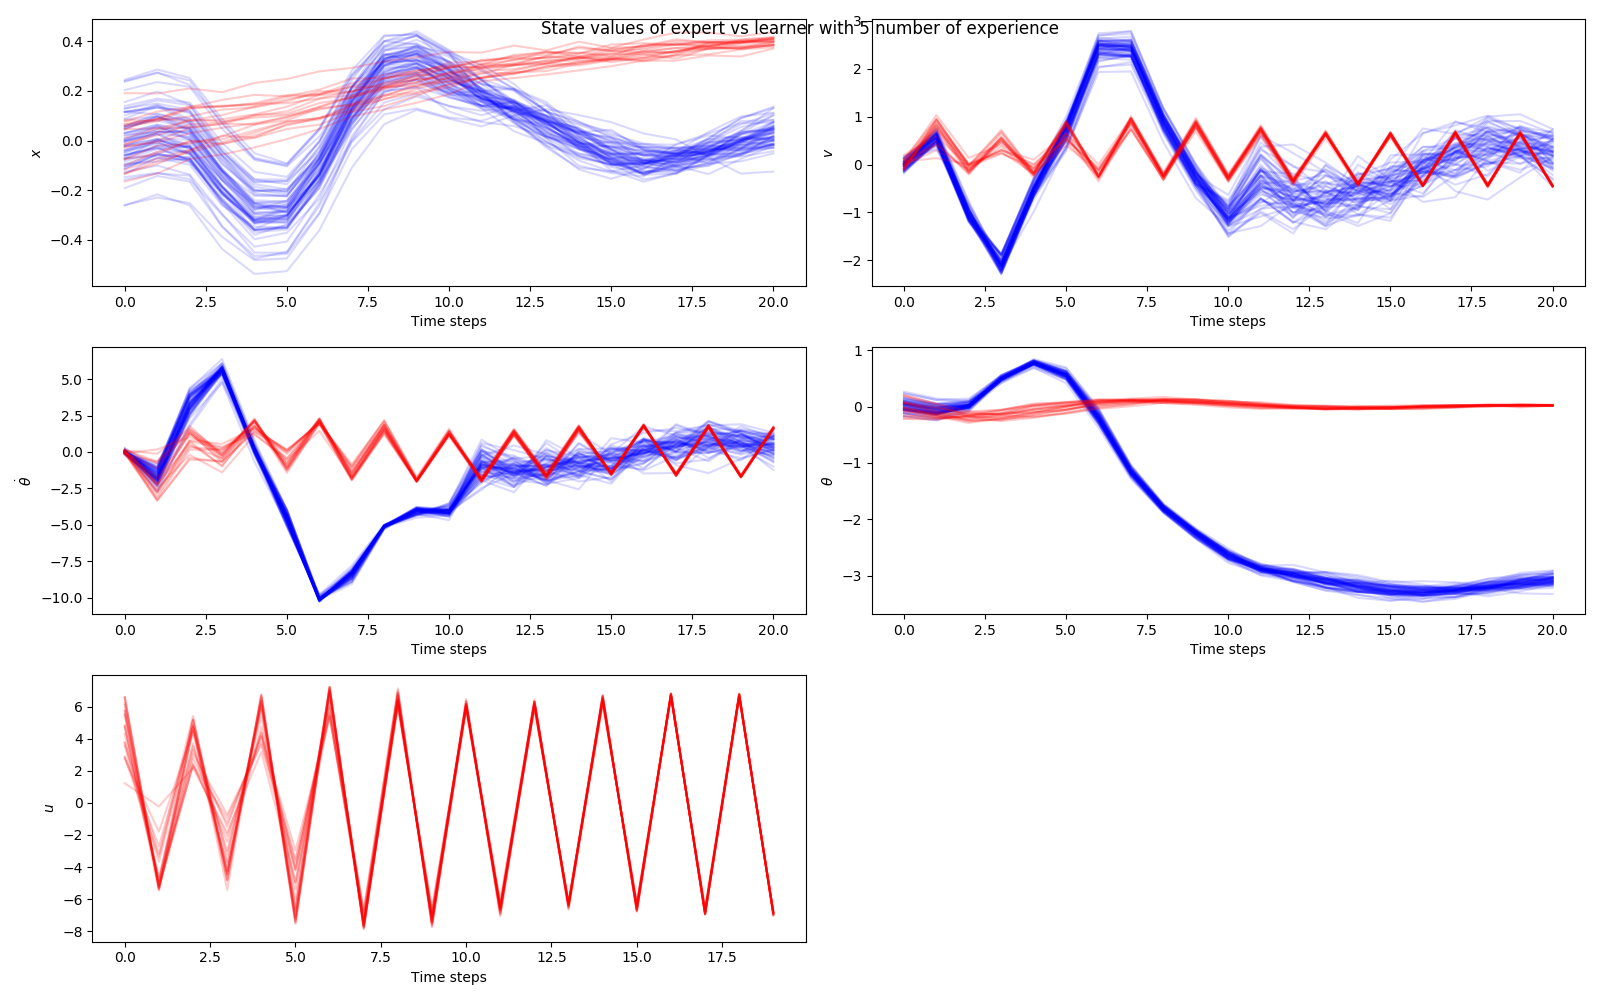 State values of expert vs learner with 5 number of experience
0.4
0.2
0.0
−0.2
−0.4
x
0.0 2.5 5.0 7.5 10.0 12.5 15.0 17.5 20.0
Time steps
3
2
1
0
−1
−2
v
0.0 2.5 5.0 7.5 10.0 12.5 15.0 17.5 20.0
Time steps
5.0
2.5
0.0
−2.5
−5.0
−7.5
−10.0
θ̇
0.0 2.5 5.0 7.5 10.0 12.5 15.0 17.5 20.0
Time steps
1
0
−1
−2
−3
θ
0.0 2.5 5.0 7.5 10.0 12.5 15.0 17.5 20.0
Time steps
6
4
2
0
−2
−4
−6
−8
u
0.0 2.5 5.0 7.5 10.0 12.5 15.0 17.5
Time steps